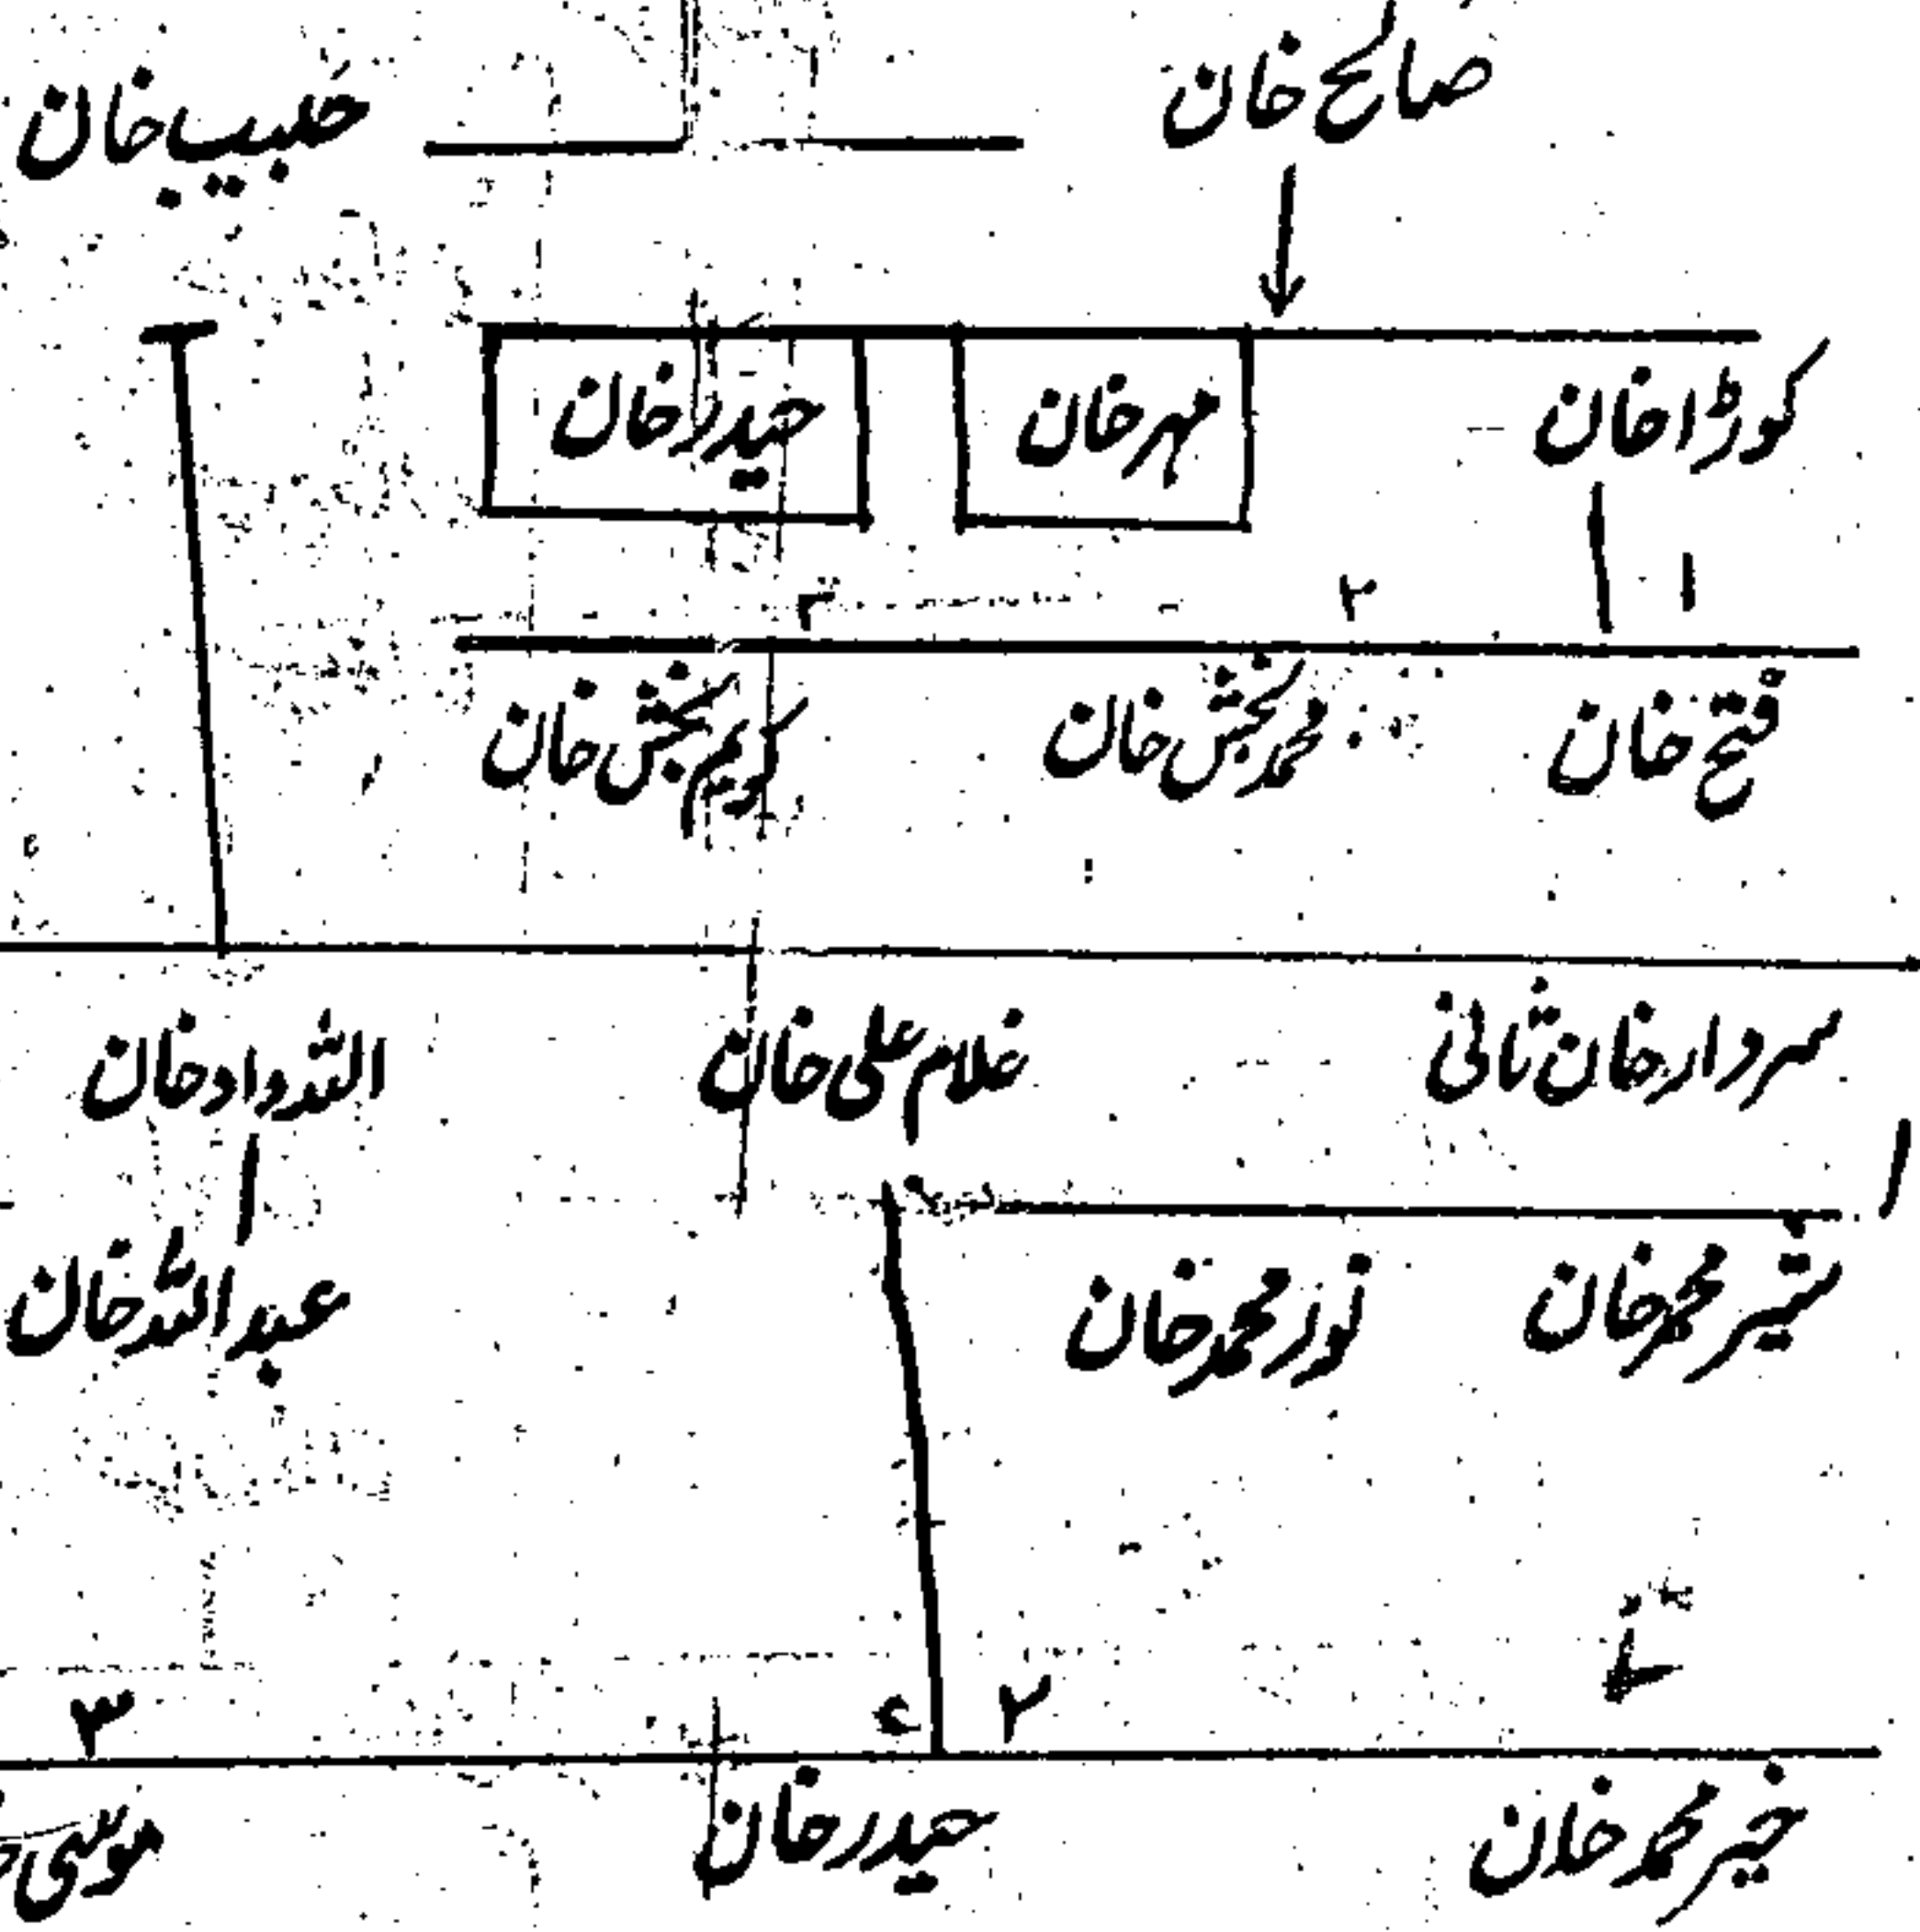 صالح خان حبیب خان
کوڑا خان مہر خان حیدر خان
۱ ۲ ۳
فتح خان محمد بخش خان کریم بخش خان
سردار خان ثانی غلام علی خان اللہ داد خان
شیر محمد خان نور محمد خان عبداللہ خان
۲ ۳
خیر محمد خان حیدر خان موسیٰ